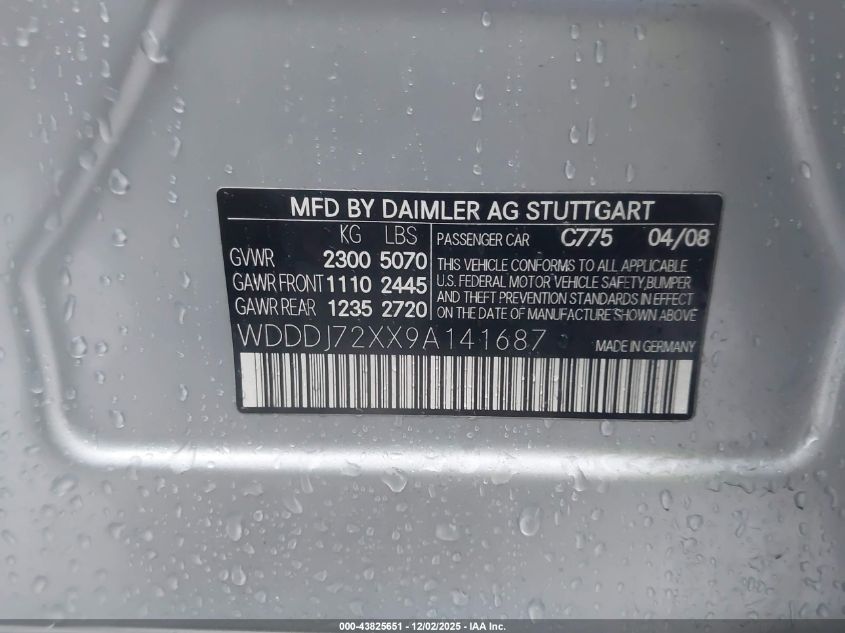 MFD BY DAIMLER AG STUTTGART
KG LBS
GVWR 2300 5070
GAWR FRONT 1110 2445
GAWR REAR 1235 2720
PASSENGER CAR C775 04/08
THIS VEHICLE CONFORMS TO ALL APPLICABLE
U.S. FEDERAL MOTOR VEHICLE SAFETY, BUMPER
AND THEFT PREVENTION STANDARDS IN EFFECT
ON THE DATE OF MANUFACTURE SHOWN ABOVE
WDDDJ72XX9A141687
MADE IN GERMANY
000-43825651 - 12/02/2025 - IAA Inc.